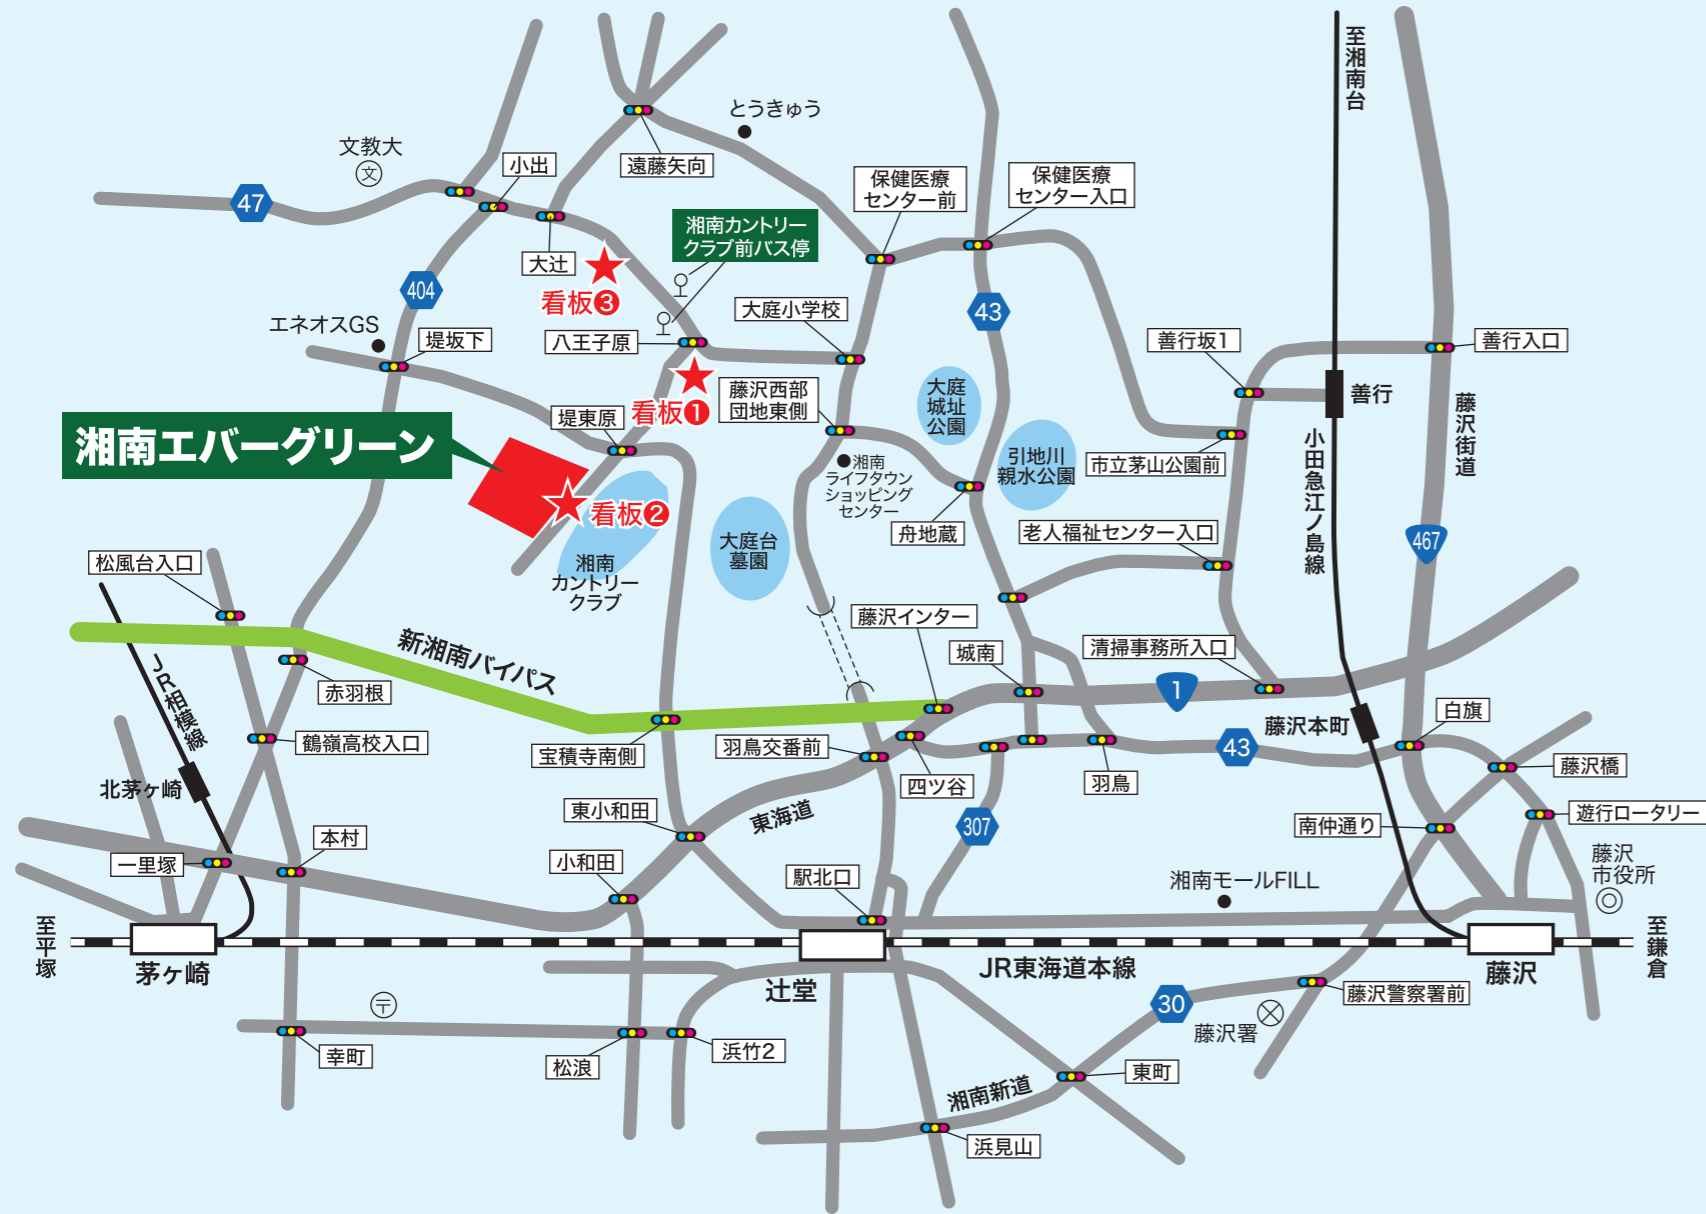 至湘南台
とうきゅう
文教大
文
小出
遠藤矢向
保健医療
センター前
保健医療
センター入口
47
湘南カントリー
クラブ前バス停
大辻
看板❸
404
大庭小学校
43
エネオスGS
堤坂下
八王子原
善行坂1
善行入口
藤沢西部
団地東側
大庭
城址
公園
善行
看板❶
堤東原
藤沢街道
湘南エバーグリーン
小田急江ノ島線
湘南
ライフタウン
ショッピング
センター
引地川
親水公園
市立茅山公園前
看板❷
舟地蔵
老人福祉センター入口
大庭台
墓園
467
松風台入口
湘南
カントリー
クラブ
藤沢インター
新湘南バイパス
城南
清掃事務所入口
JR相模線
赤羽根
1
白旗
鶴嶺高校入口
宝積寺南側
羽鳥交番前
藤沢本町
43
北茅ヶ崎
四ツ谷
羽鳥
藤沢橋
東小和田
東海道
307
南仲通り
遊行ロータリー
一里塚
本村
小和田
駅北口
湘南モールFILL
藤沢
市役所
至平塚
至鎌倉
茅ヶ崎
辻堂
JR東海道本線
藤沢
〒
30
藤沢警察署前
藤沢署
幸町
松浪
浜竹2
東町
湘南新道
浜見山